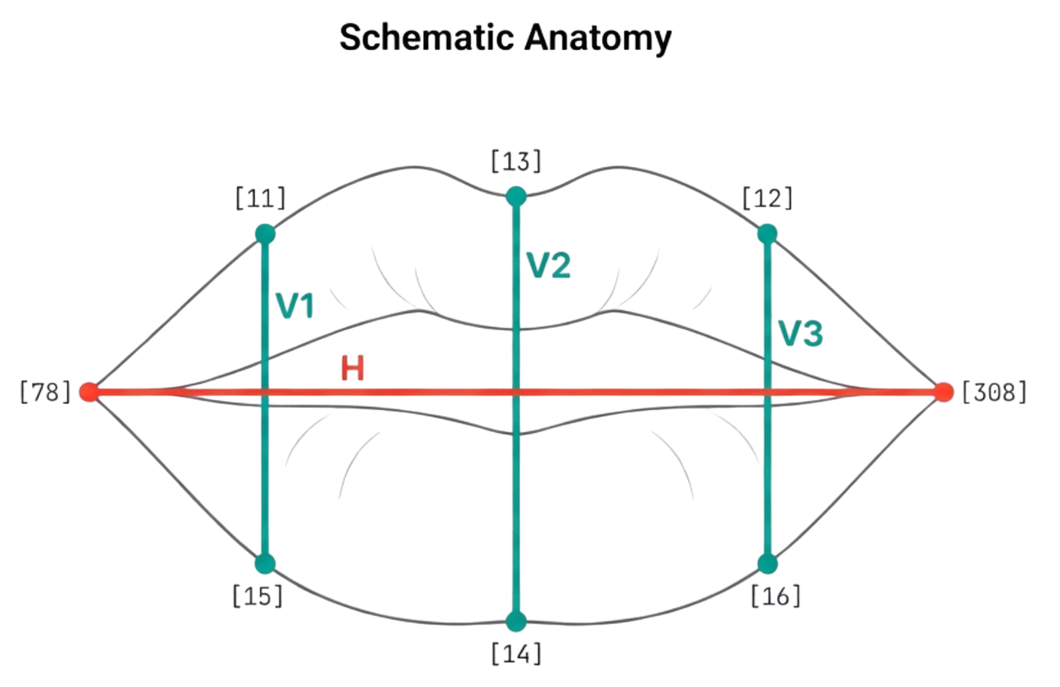 Schematic Anatomy
[13]
[11]
[12]
V2
V1
V3
H
[78]
[308]
[15]
[16]
[14]